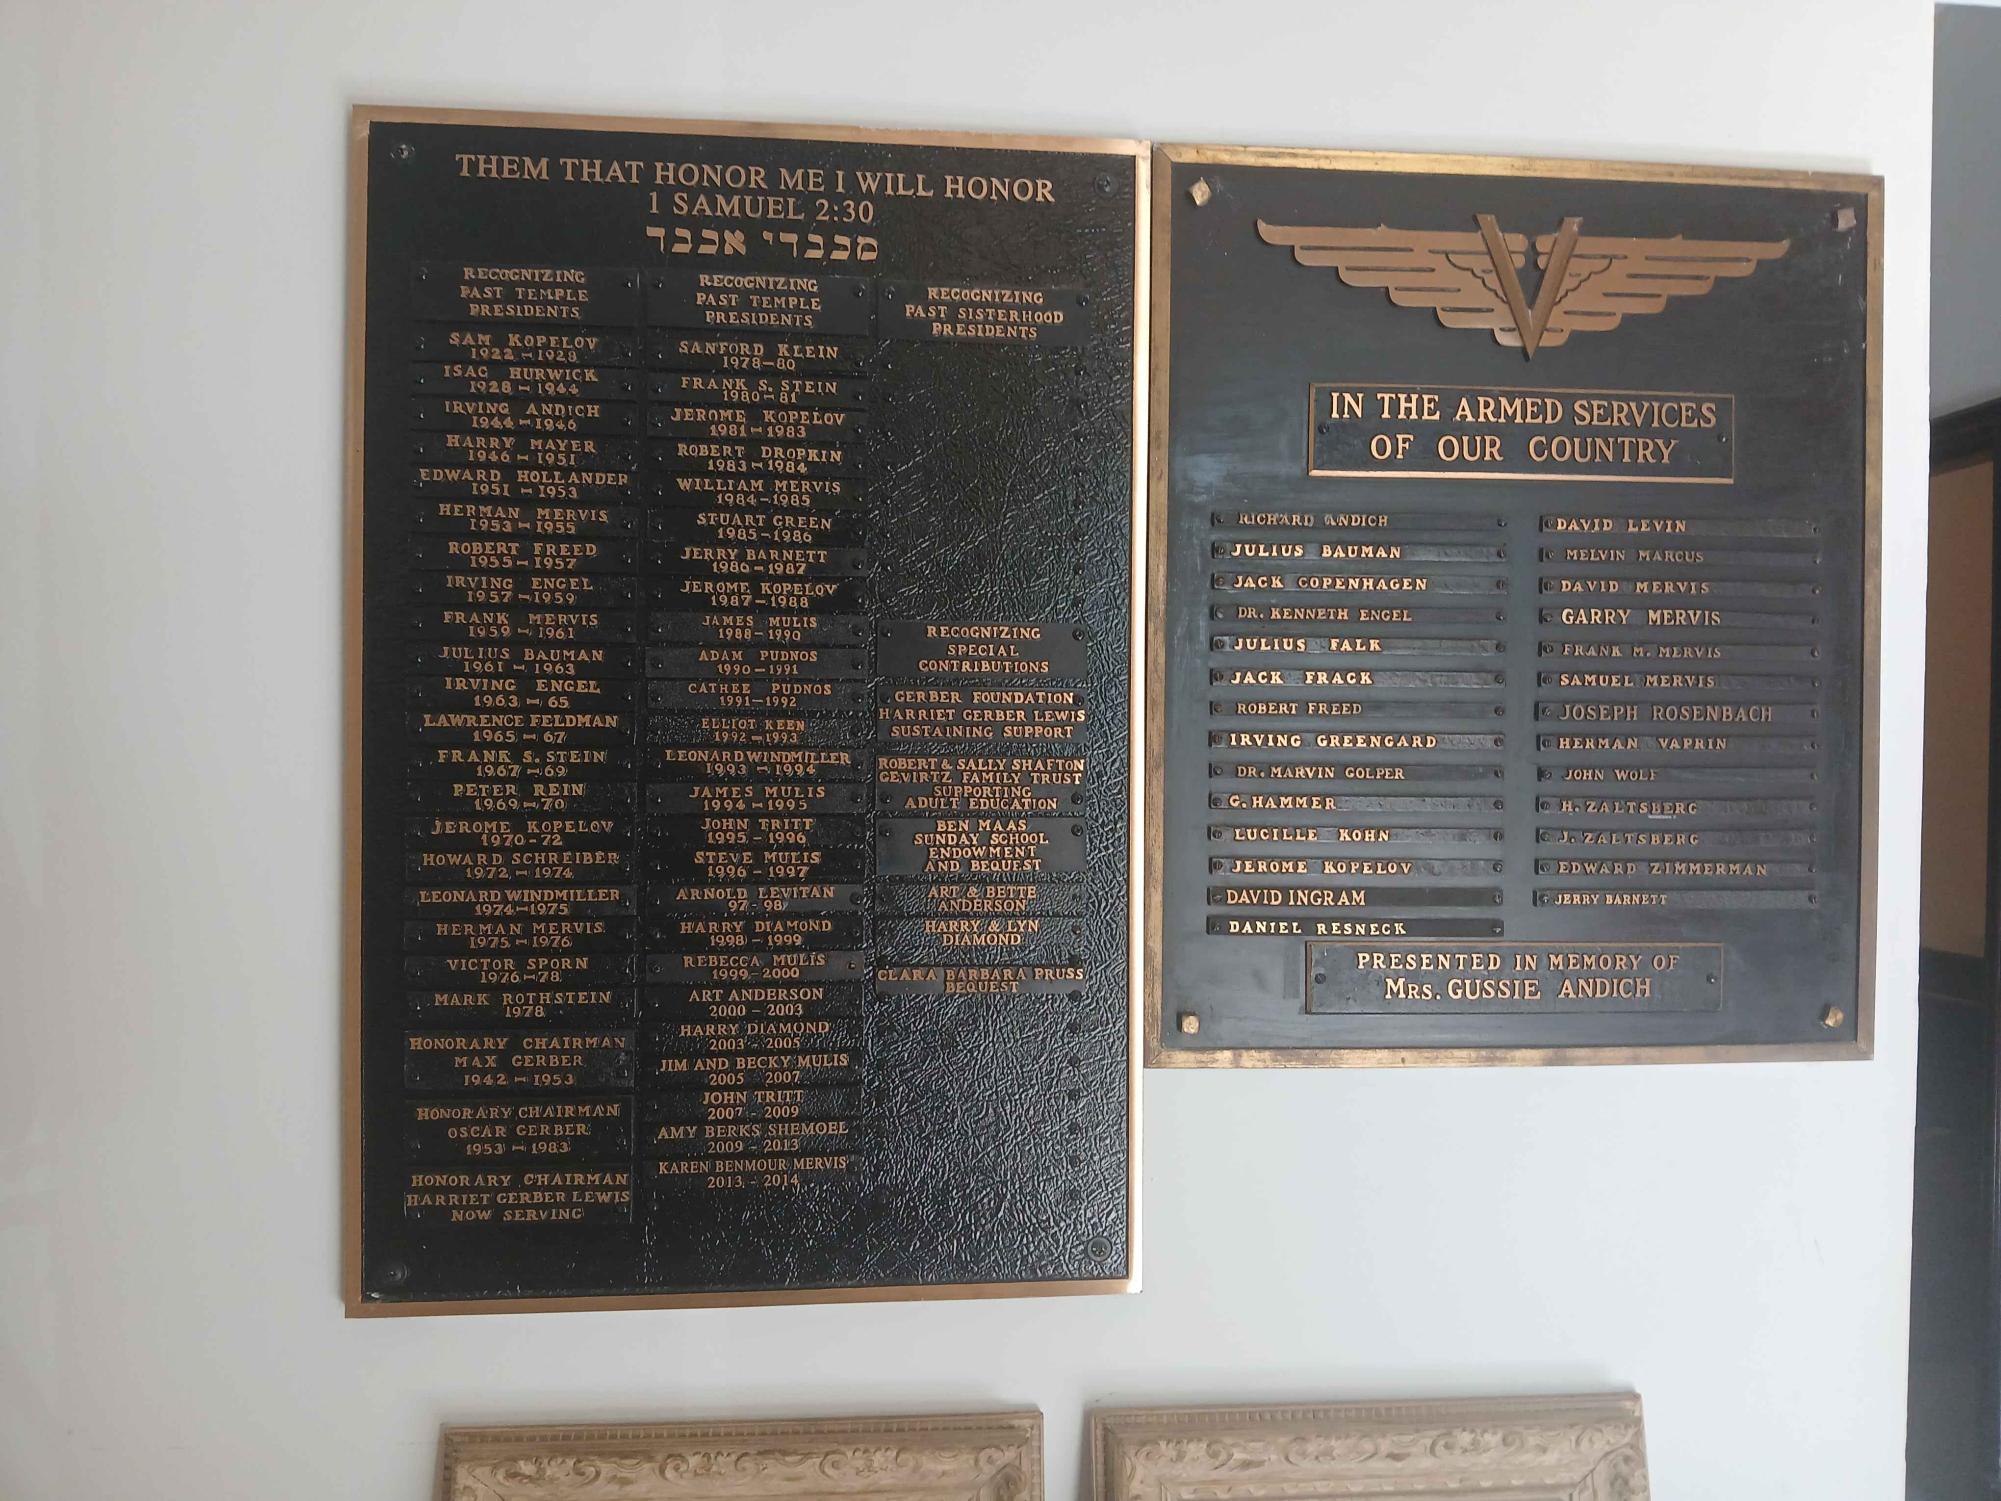 THEM THAT HONOR ME I WILL HONOR
1 SAMUEL 2:30
מכבדי אכבד
RECOGNIZING
PAST TEMPLE
PRESIDENTS
SAM KOPELOV
1922 - 1928
ISAC HURWICK
1928 - 1944
IRVING ANDICH
1944 - 1946
HARRY MAYER
1946 - 1951
EDWARD HOLLANDER
1951 - 1953
HERMAN MERVIS
1953 - 1955
ROBERT FREED
1955 - 1957
IRVING ENGEL
1957 - 1959
FRANK MERVIS
1959 - 1961
JULIUS BAUMAN
1961 - 1963
IRVING ENGEL
1963 - 65
LAWRENCE FELDMAN
1965 - 67
FRANK S. STEIN
1967 - 69
PETER REIN
1969 - 70
JEROME KOPELOV
1970 - 72
HOWARD SCHREIBER
1972 - 1974
LEONARD WINDMILLER
1974 - 1975
HERMAN MERVIS
1975 - 1976
VICTOR SPORN
1976 - 78
MARK ROTHSTEIN
1978
HONORARY CHAIRMAN
MAX GERBER
1942 - 1953
HONORARY CHAIRMAN
OSCAR GERBER
1953 - 1983
HONORARY CHAIRMAN
HARRIET GERBER LEWIS
NOW SERVING
RECOGNIZING
PAST TEMPLE
PRESIDENTS
SANFORD KLEIN
1978-80
FRANK S. STEIN
1980-81
JEROME KOPELOV
1981 - 1983
ROBERT DROPKIN
1983 - 1984
WILLIAM MERVIS
1984-1985
STUART GREEN
1985-1986
JERRY BARNETT
1986-1987
JEROME KOPELOV
1987-1988
JAMES MULIS
1988-1990
ADAM PUDNOS
1990-1991
CATHEE PUDNOS
1991-1992
ELLIOT KEEN
1992-1993
LEONARD WINDMILLER
1993 - 1994
JAMES MULIS
1994 - 1995
JOHN TRITT
1995 - 1996
STEVE MULIS
1996 - 1997
ARNOLD LEVITAN
97-98
HARRY DIAMOND
1998 - 1999
REBECCA MULIS
1999-2000
ART ANDERSON
2000 - 2003
HARRY DIAMOND
2003 - 2005
JIM AND BECKY MULIS
2005 2007
JOHN TRITT
2007 - 2009
AMY BERKS SHEMOEL
2009 - 2013
KAREN BENMOUR MERVIS
2013 - 2014
RECOGNIZING
PAST SISTERHOOD
PRESIDENTS
RECOGNIZING
SPECIAL
CONTRIBUTIONS
GERBER FOUNDATION
HARRIET GERBER LEWIS
SUSTAINING SUPPORT
ROBERT & SALLY SHAFTON
GEVIRTZ FAMILY TRUST
SUPPORTING
ADULT EDUCATION
BEN MAAS
SUNDAY SCHOOL
ENDOWMENT
AND BEQUEST
ART & BETTE
ANDERSON
HARRY & LYN
DIAMOND
CLARA BARBARA PRUSS
BEQUEST
V
IN THE ARMED SERVICES
OF OUR COUNTRY
RICHARD ANDICH
JULIUS BAUMAN
JACK COPENHAGEN
DR. KENNETH ENGEL
JULIUS FALK
JACK FRACK
ROBERT FREED
IRVING GREENGARD
DR. MARVIN GOLPER
G. HAMMER
LUCILLE KOHN
JEROME KOPELOV
DAVID INGRAM
DANIEL RESNECK
DAVID LEVIN
MELVIN MARCUS
DAVID MERVIS
GARRY MERVIS
FRANK M. MERVIS
SAMUEL MERVIS
JOSEPH ROSENBACH
HERMAN VAPRIN
JOHN WOLF
H. ZALTSBERG
J. ZALTSBERG
EDWARD ZIMMERMAN
JERRY BARNETT
PRESENTED IN MEMORY OF
MRS. GUSSIE ANDICH